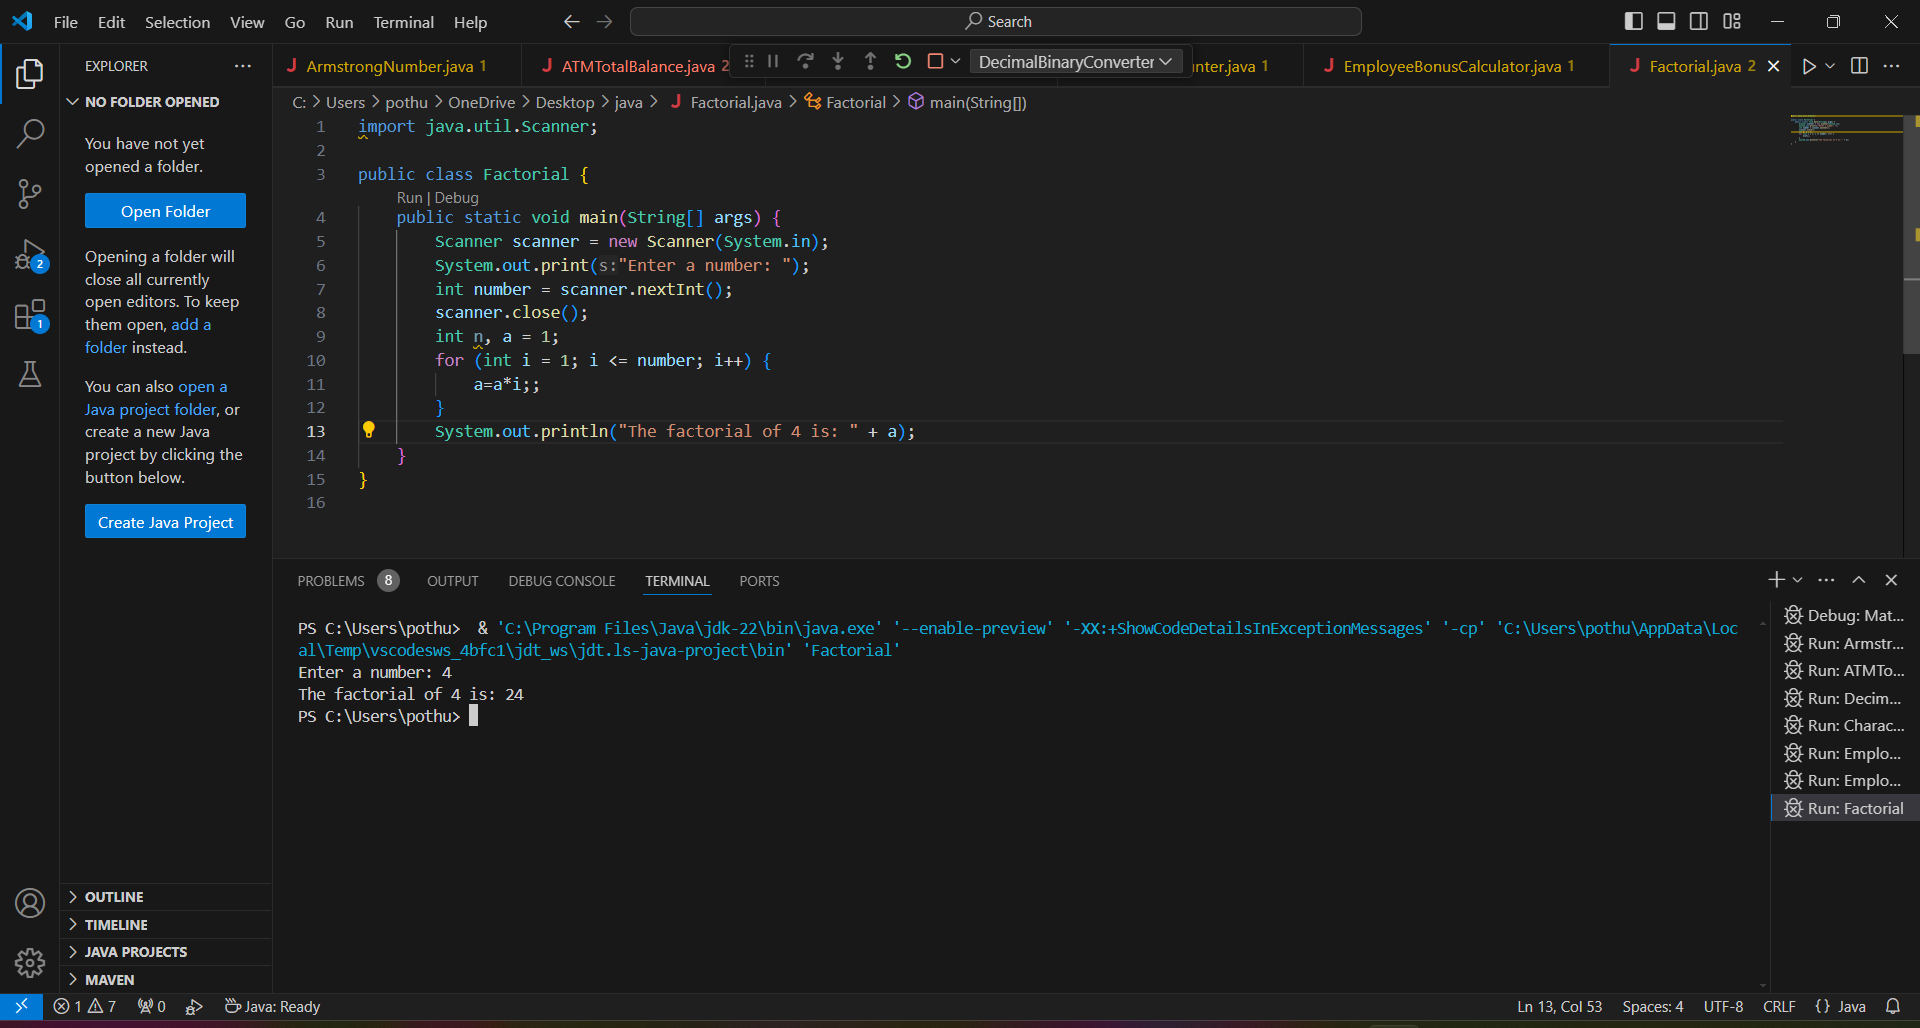 File Edit Selection View Go Run Terminal Help
Search
EXPLORER
NO FOLDER OPENED
You have not yet
opened a folder.
Open Folder
Opening a folder will
close all currently
open editors. To keep
them open, add a
folder instead.
You can also open a
Java project folder, or
create a new Java
project by clicking the
button below.
Create Java Project
OUTLINE
TIMELINE
JAVA PROJECTS
MAVEN
2
1
ArmstrongNumber.java 1
ATMTotalBalance.java 2
DecimalBinaryConverter
nter.java 1
EmployeeBonusCalculator.java 1
Factorial.java 2
C: > Users > pothu > OneDrive > Desktop > java > Factorial.java > Factorial > main(String[])
1 import java.util.Scanner;
2
3 public class Factorial {
Run | Debug
4 public static void main(String[] args) {
5 Scanner scanner = new Scanner(System.in);
6 System.out.print(s:"Enter a number: ");
7 int number = scanner.nextInt();
8 scanner.close();
9 int n, a = 1;
10 for (int i = 1; i <= number; i++) {
11 a=a*i;;
12 }
13 System.out.println("The factorial of 4 is: " + a);
14 }
15 }
16
PROBLEMS 8 OUTPUT DEBUG CONSOLE TERMINAL PORTS
PS C:\Users\pothu>  & 'C:\Program Files\Java\jdk-22\bin\java.exe' '--enable-preview' '-XX:+ShowCodeDetailsInExceptionMessages' '-cp' 'C:\Users\pothu\AppData\Loc
al\Temp\vscodesws_4bfc1\jdt_ws\jdt.ls-java-project\bin' 'Factorial'
Enter a number: 4
The factorial of 4 is: 24
PS C:\Users\pothu>
Debug: Mat...
Run: Armstr...
Run: ATMTo...
Run: Decim...
Run: Charac...
Run: Emplo...
Run: Emplo...
Run: Factorial
1 7 0 Java: Ready
Ln 13, Col 53 Spaces: 4 UTF-8 CRLF {} Java